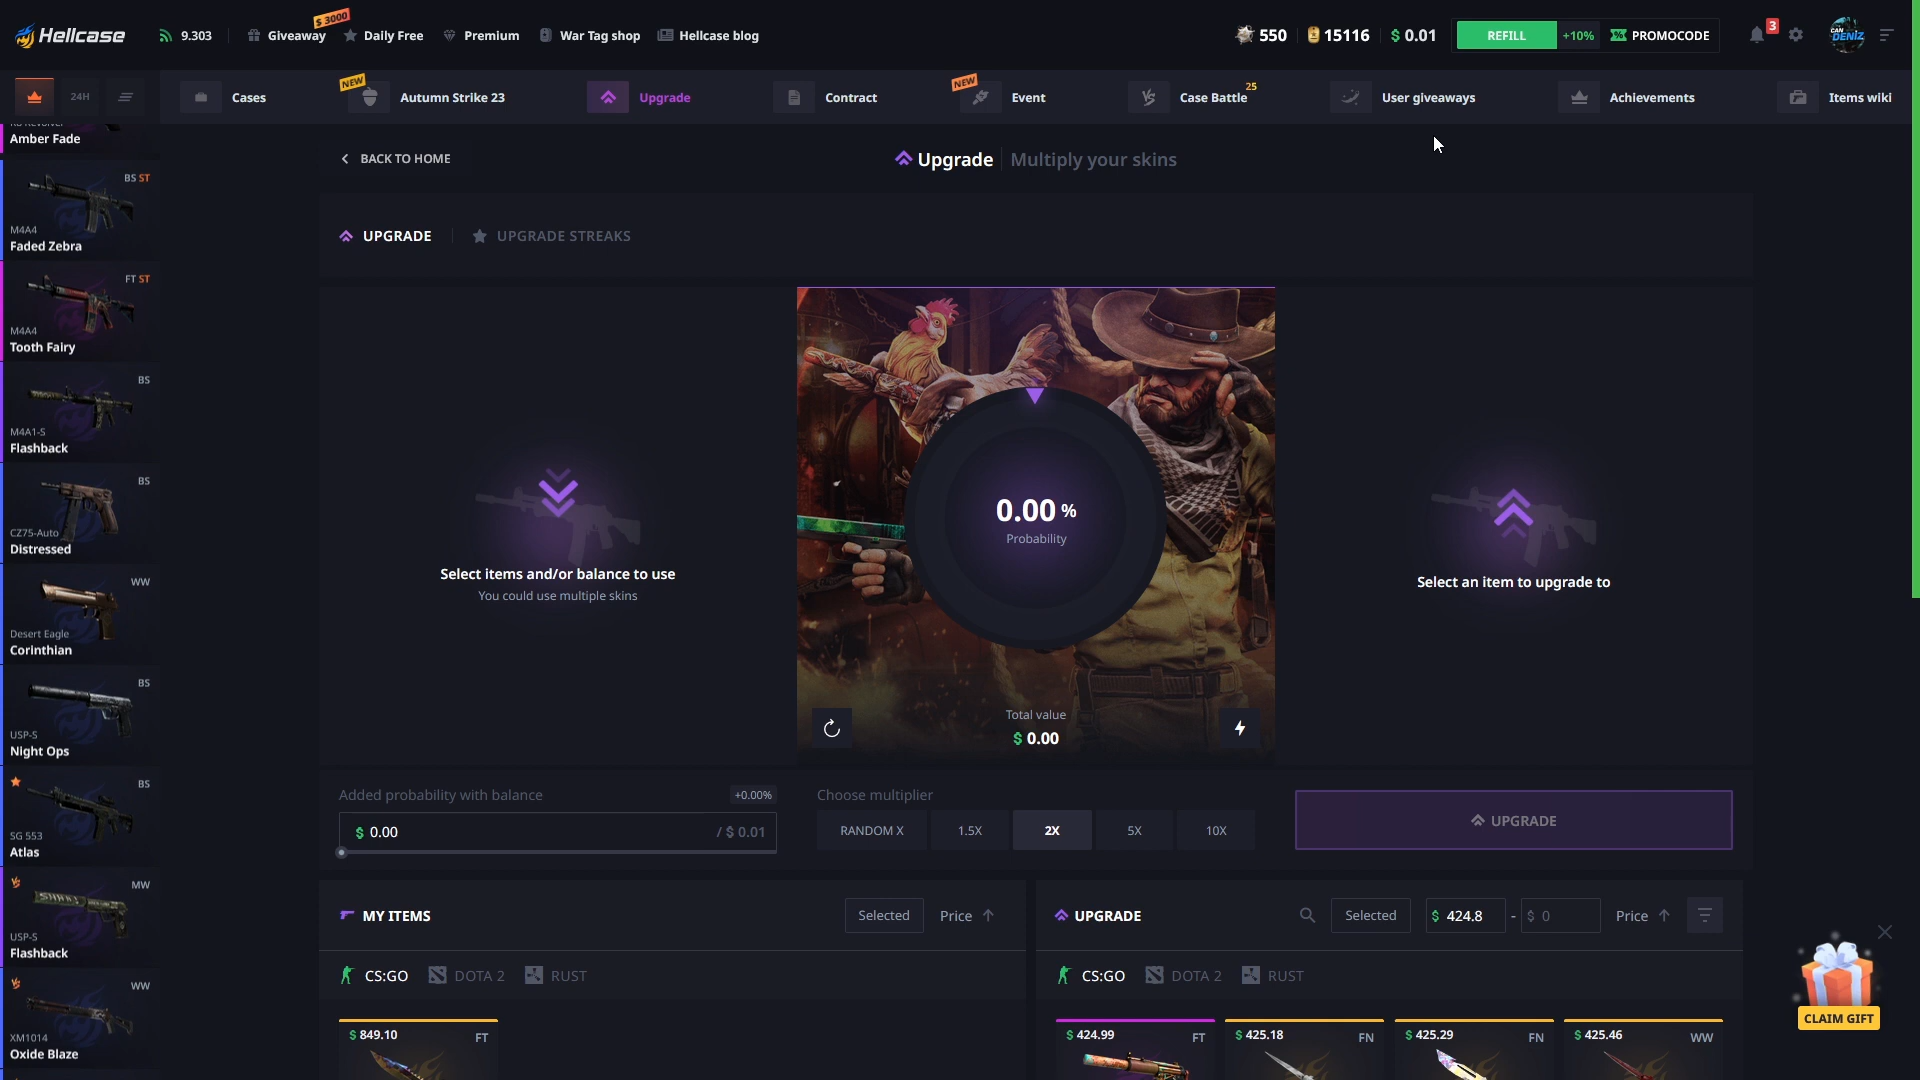 Hellcase
9.303
$ 3000
Giveaway
Daily Free
Premium
War Tag shop
Hellcase blog
550
15116
$ 0.01
REFILL
+10%
PROMOCODE
3
CAN
DENİZ
24H
Cases
NEW
Autumn Strike 23
Upgrade
Contract
NEW
Event
Case Battle
25
User giveaways
Achievements
Items wiki
Amber Fade
BS ST
M4A4
Faded Zebra
FT ST
M4A4
Tooth Fairy
BS
M4A1-S
Flashback
BS
CZ75-Auto
Distressed
WW
Desert Eagle
Corinthian
BS
USP-S
Night Ops
BS
SG 553
Atlas
MW
USP-S
Flashback
WW
XM1014
Oxide Blaze
BACK TO HOME
Upgrade
Multiply your skins
UPGRADE
UPGRADE STREAKS
Select items and/or balance to use
You could use multiple skins
0.00 %
Probability
Total value
$ 0.00
Select an item to upgrade to
Added probability with balance
+0.00%
$ 0.00
/ $ 0.01
Choose multiplier
RANDOM X
1.5X
2X
5X
10X
UPGRADE
MY ITEMS
Selected
Price
CS:GO
DOTA 2
RUST
$ 849.10
FT
UPGRADE
Selected
$ 424.8
-
$ 0
Price
CS:GO
DOTA 2
RUST
$ 424.99
FT
$ 425.18
FN
$ 425.29
FN
$ 425.46
WW
CLAIM GIFT